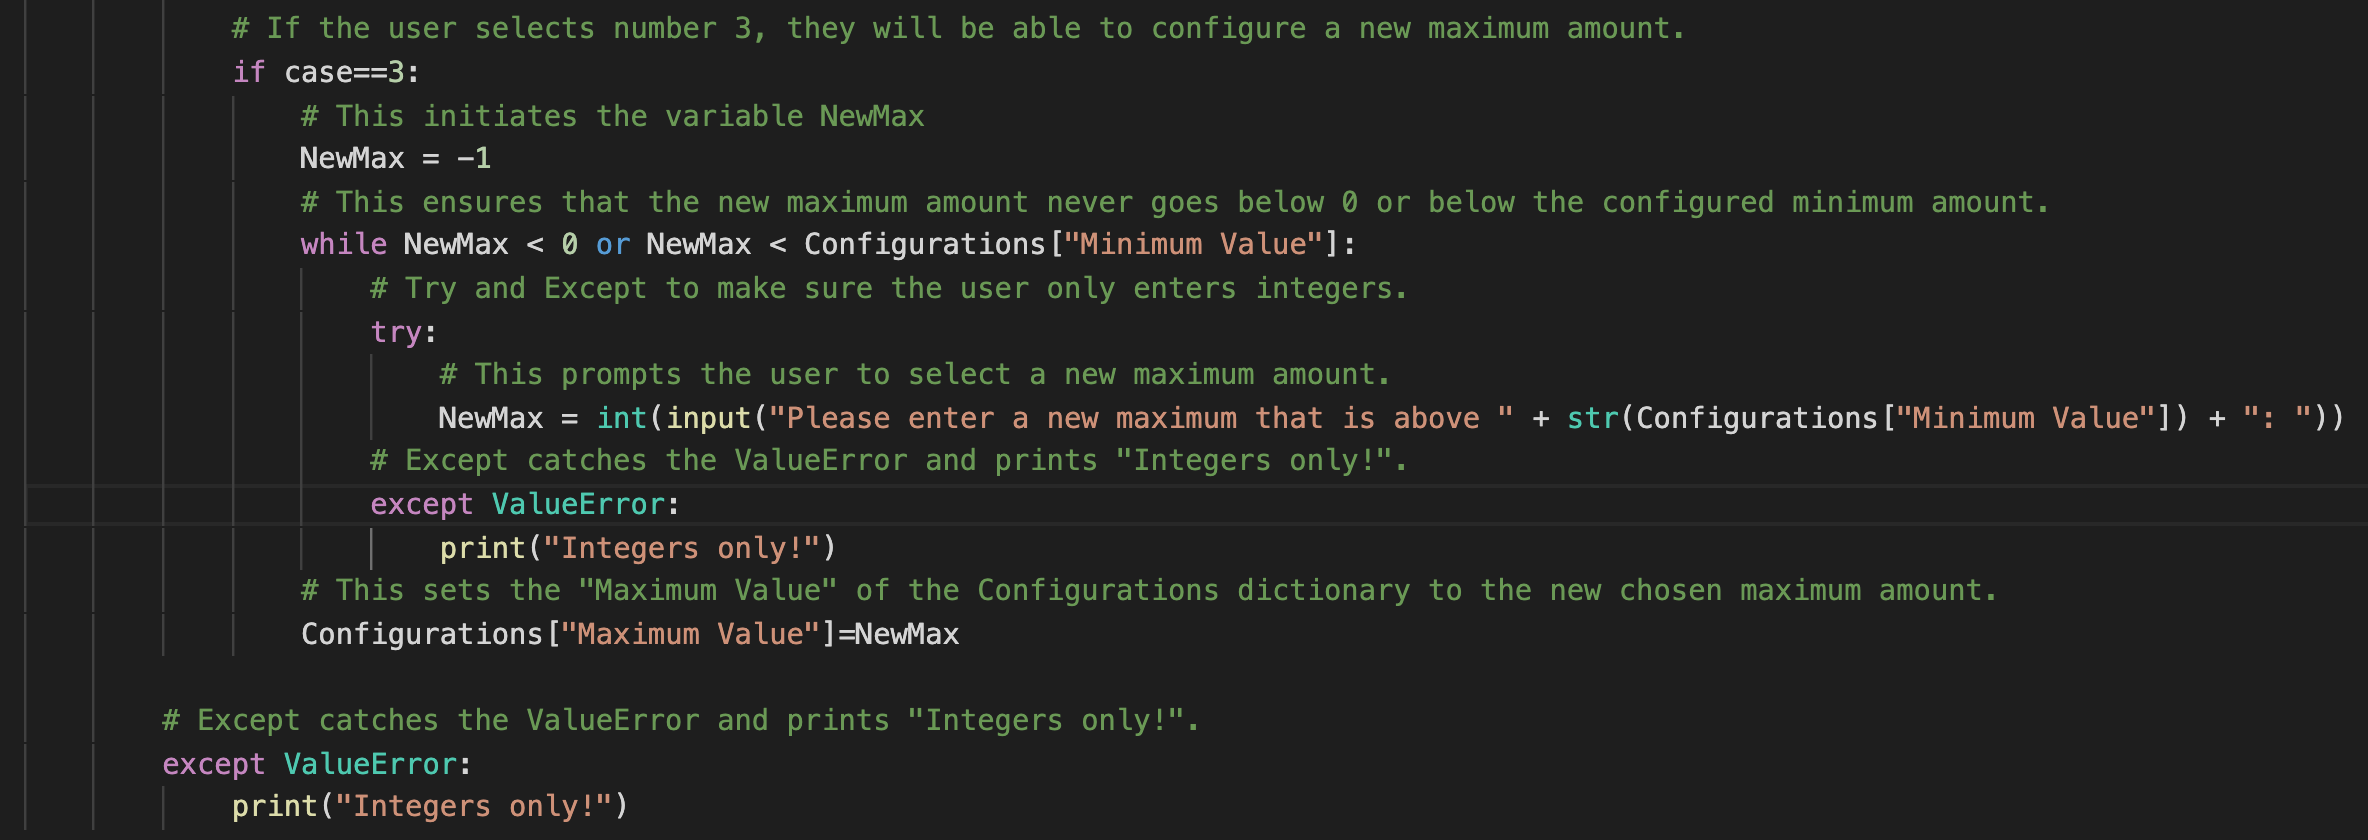 # If the user selects number 3, they will be able to configure a new maximum amount.
if case==3:
# This initiates the variable NewMax
NewMax = -1
# This ensures that the new maximum amount never goes below 0 or below the configured minimum amount.
while NewMax < 0 or NewMax < Configurations["Minimum Value"]:
# Try and Except to make sure the user only enters integers.
try:
# This prompts the user to select a new maximum amount.
NewMax = int(input("Please enter a new maximum that is above " + str(Configurations["Minimum Value"]) + ": "))
# Except catches the ValueError and prints "Integers only!".
except ValueError:
print("Integers only!")
# This sets the "Maximum Value" of the Configurations dictionary to the new chosen maximum amount.
Configurations["Maximum Value"]=NewMax
# Except catches the ValueError and prints "Integers only!".
except ValueError:
print("Integers only!")